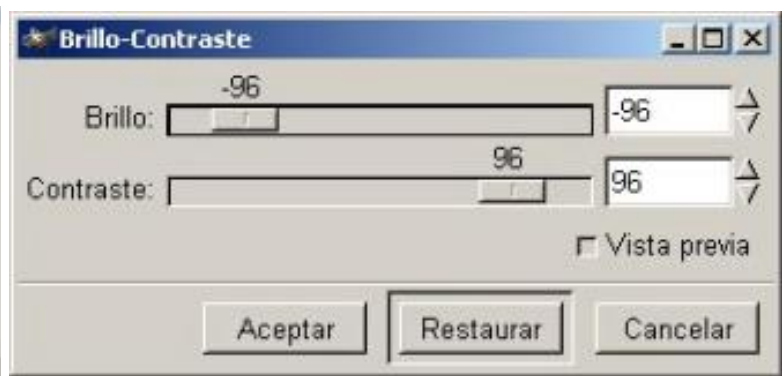 Brillo-Contraste
-96
Brillo: -96
96
Contraste: 96
Vista previa
Aceptar Restaurar Cancelar